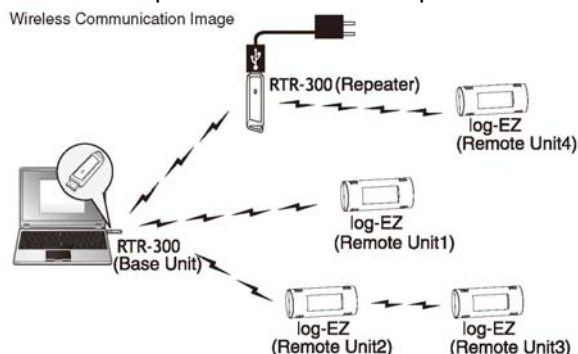 Wireless Communication Image
RTR-300 (Repeater)
log-EZ
(Remote Unit4)
log-EZ
(Remote Unit1)
RTR-300
(Base Unit)
log-EZ
(Remote Unit2)
log-EZ
(Remote Unit3)